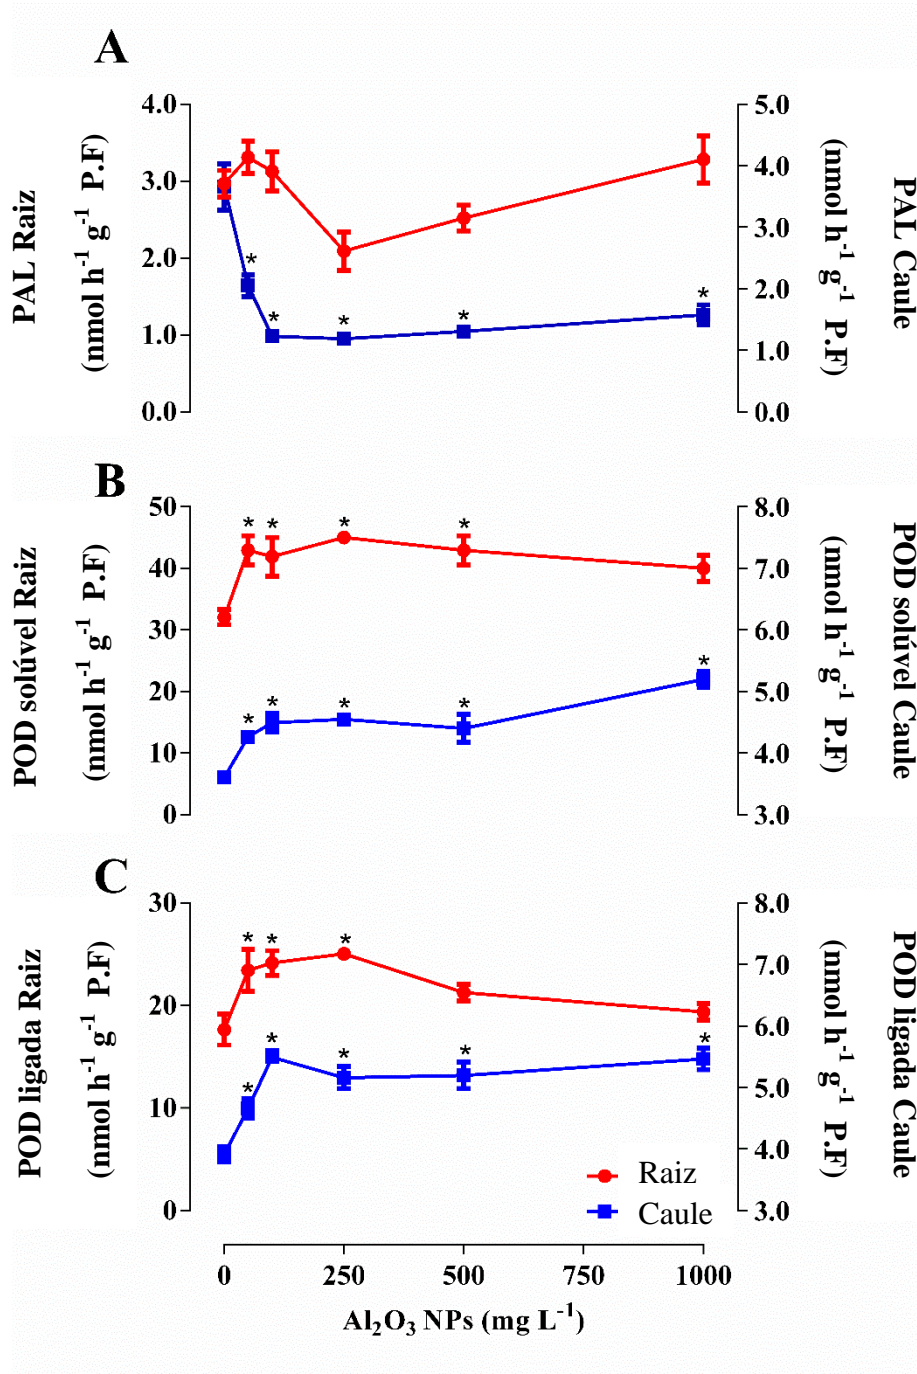 A
PAL Raiz
(nmol h⁻¹ g⁻¹ P.F)
4.0
3.0
2.0
1.0
0.0
*
*
*
*
*
5.0
4.0
3.0
2.0
1.0
0.0
(nmol h⁻¹ g⁻¹ P.F)
PAL Caule
B
POD solúvel Raiz
(nmol h⁻¹ g⁻¹ P.F)
50
40
30
20
10
0
* * * *
* * * * *
8.0
7.0
6.0
5.0
4.0
3.0
(nmol h⁻¹ g⁻¹ P.F)
POD solúvel Caule
C
POD ligada Raiz
(nmol h⁻¹ g⁻¹ P.F)
30
20
10
0
* * *
* * * * *
8.0
7.0
6.0
5.0
4.0
3.0
(nmol h⁻¹ g⁻¹ P.F)
POD ligada Caule
Raiz
Caule
0 250 500 750 1000
Al₂O₃ NPs (mg L⁻¹)